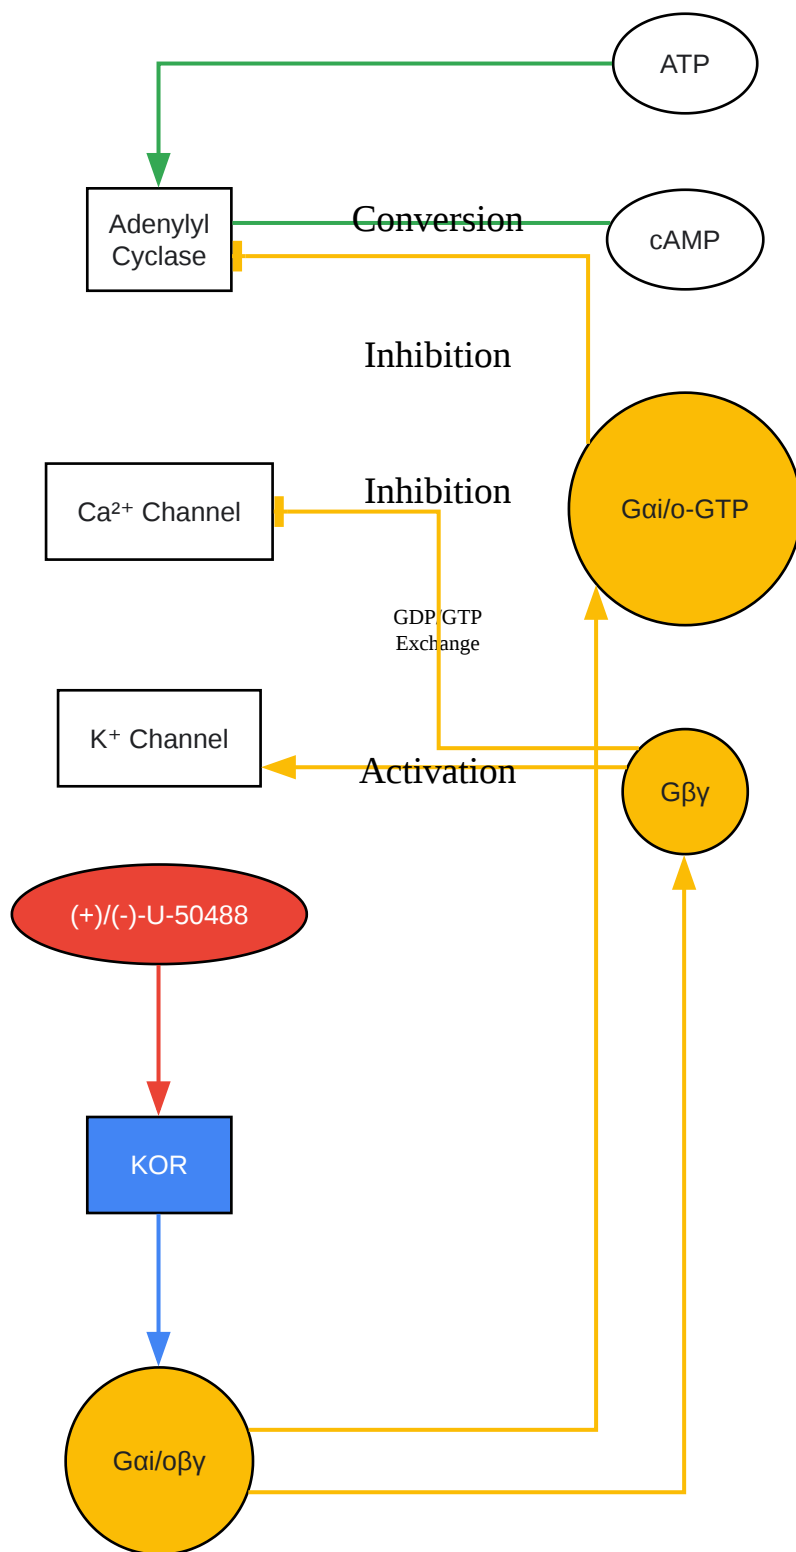 ATP
Adenylyl
Cyclase
Conversion
cAMP
Inhibition
Ca²⁺ Channel
Inhibition
Gαi/o-GTP
GDP/GTP
Exchange
K⁺ Channel
Activation
Gβγ
(+)/(-)-U-50488
KOR
Gαi/oβγ